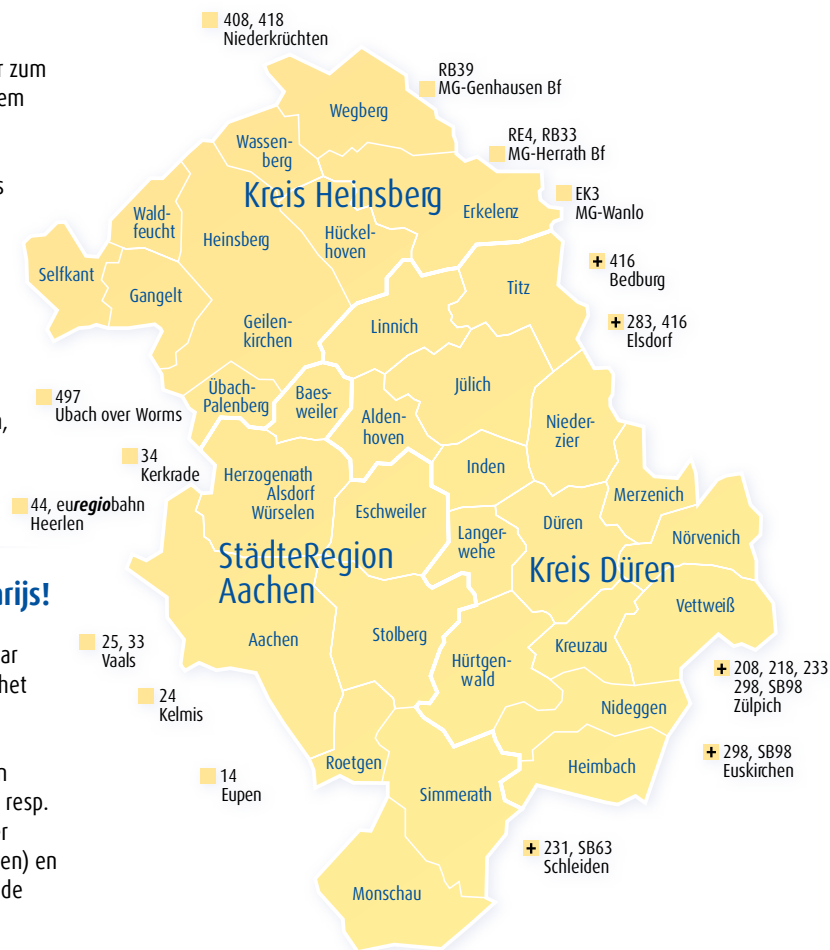 r zum
em
s
,
arijs!
ar
het
n
resp.
r
en) en
de
408, 418
Niederkrüchten
RB39
MG-Genhausen Bf
RE4, RB33
MG-Herrath Bf
EK3
MG-Wanlo
+ 416
Bedburg
+ 283, 416
Elsdorf
Wegberg
Wassen-
berg
Kreis Heinsberg
Erkelenz
Wald-
feucht
Heinsberg
Hückel-
hoven
Selfkant
Gangelt
Titz
Geilen-
kirchen
Linnich
Übach-
Palenberg
Baes-
weiler
Jülich
Alden-
hoven
Nieder-
zier
497
Ubach over Worms
34
Kerkrade
44, euregiobahn
Heerlen
Herzogenrath
Alsdorf
Würselen
Eschweiler
Inden
Merzenich
Langer-
wehe
Düren
Nörvenich
StädteRegion
Aachen
Kreis Düren
Vettweiß
Aachen
Stolberg
Kreuzau
Hürtgen-
wald
Nideggen
25, 33
Vaals
24
Kelmis
14
Eupen
+ 208, 218, 233
298, SB98
Zülpich
+ 298, SB98
Euskirchen
Roetgen
Heimbach
Simmerath
+ 231, SB63
Schleiden
Monschau